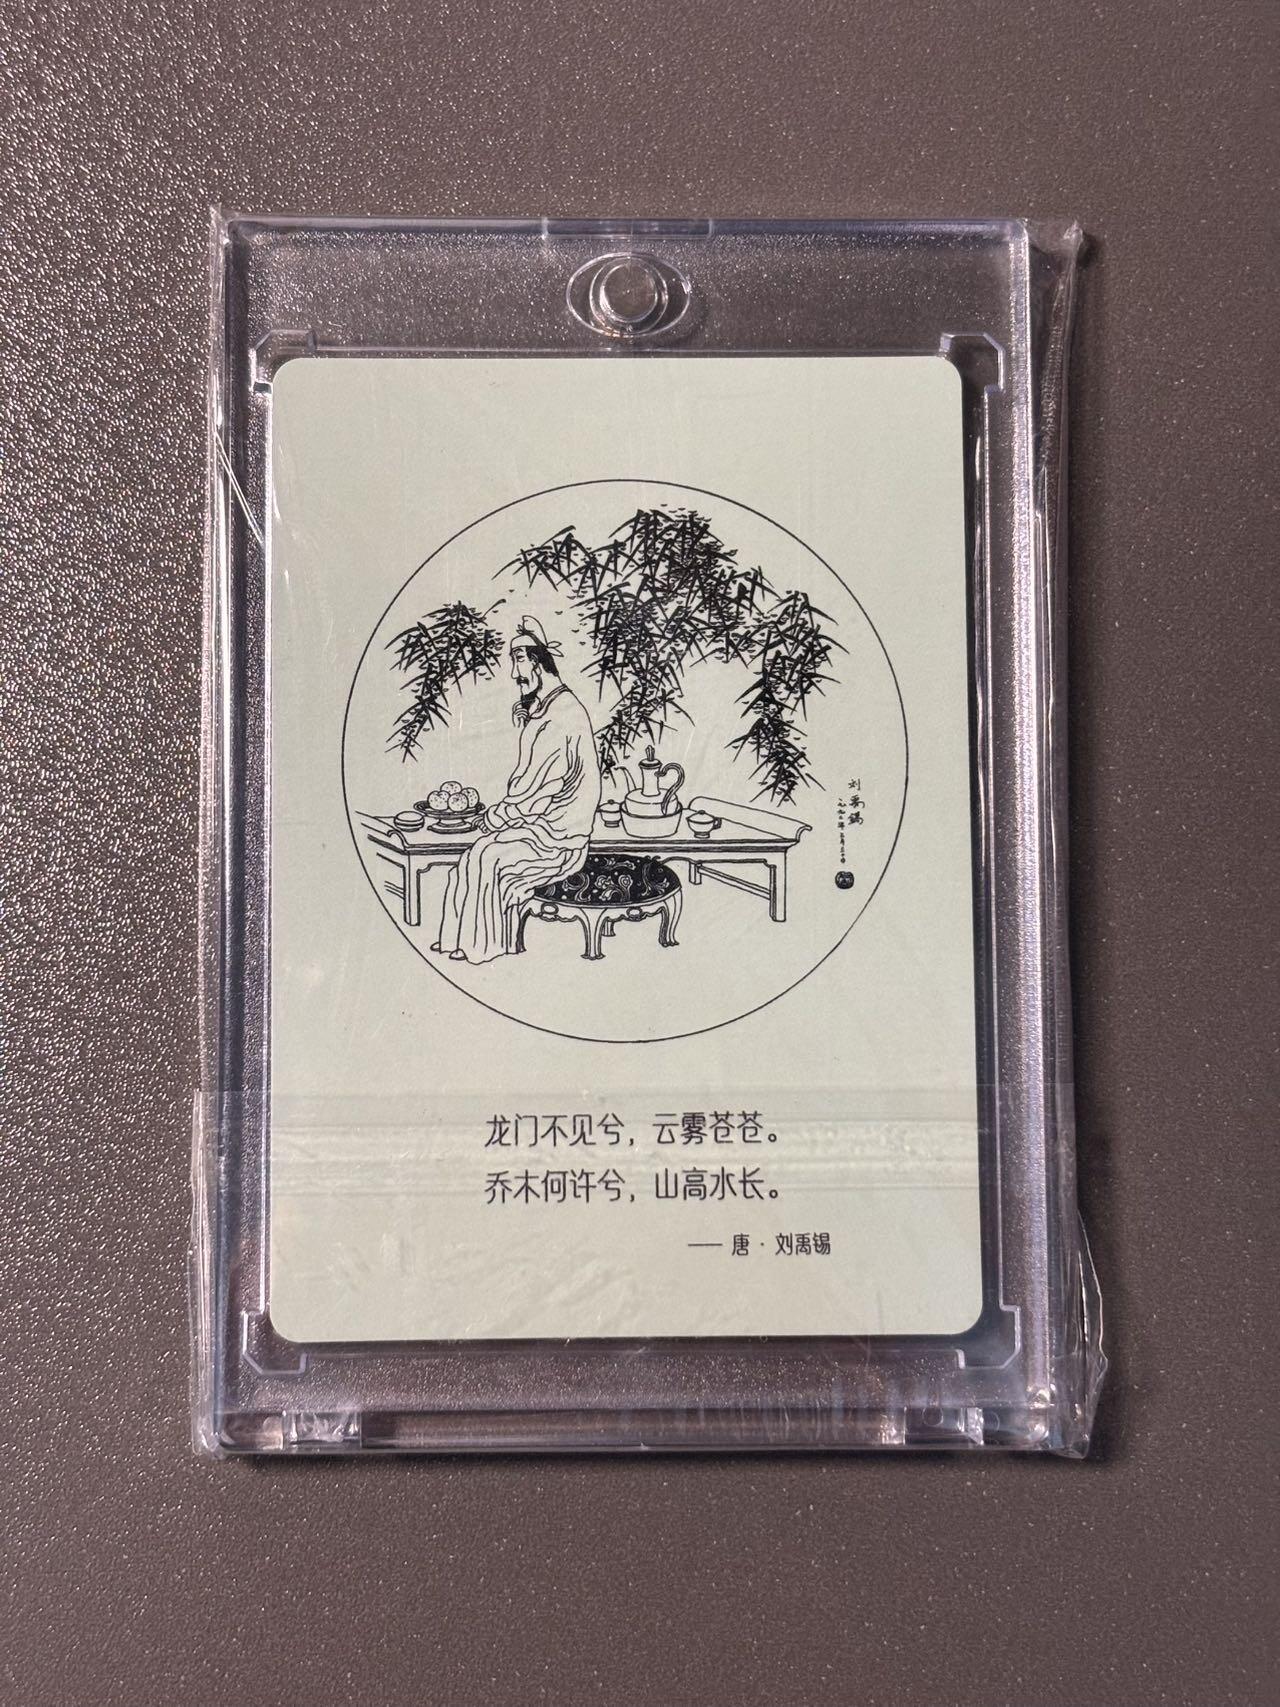 刘禹锡
龙门不见兮，云雾苍苍。
乔木何许兮，山高水长。
—— 唐·刘禹锡